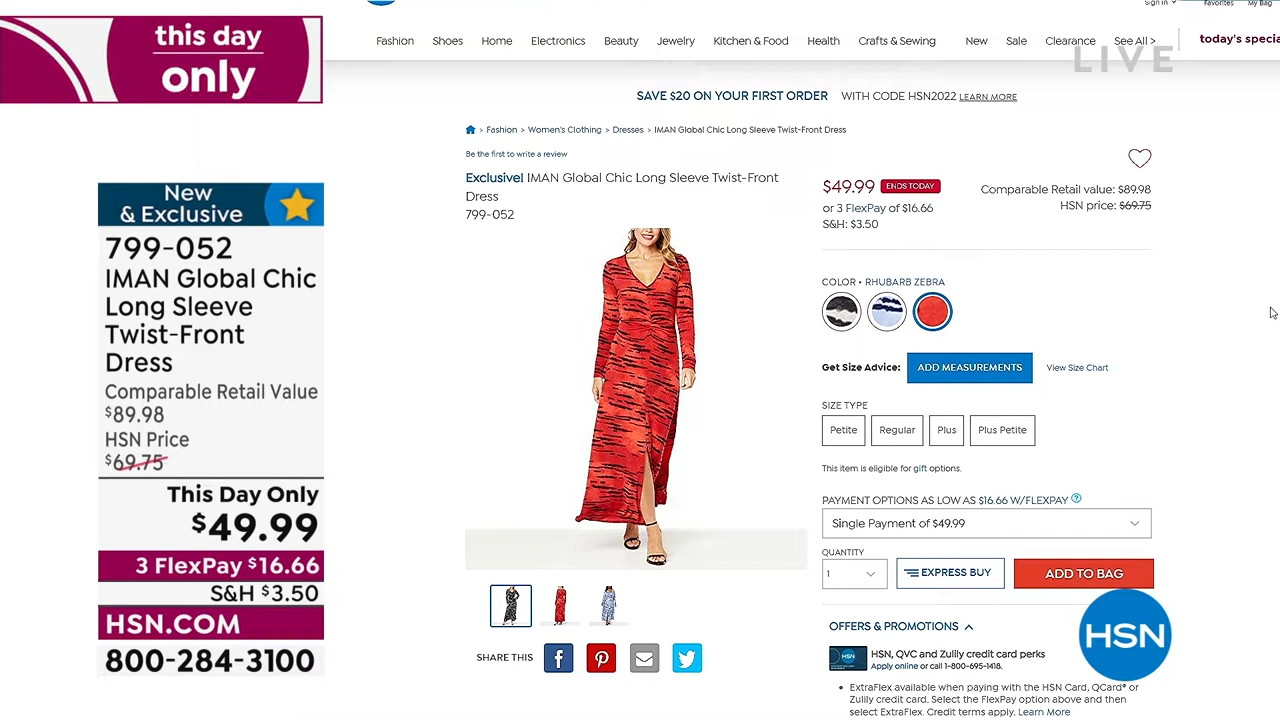 this day
only
New
& Exclusive
799-052
IMAN Global Chic
Long Sleeve
Twist-Front
Dress
Comparable Retail Value
$89.98
HSN Price
$69.75
This Day Only
$49.99
3 FlexPay $16.66
S&H $3.50
HSN.COM
800-284-3100
Sign in
Favorites
My Bag
Fashion Shoes Home Electronics Beauty Jewelry Kitchen & Food Health Crafts & Sewing New Sale Clearance See All >
today's
LIVE
SAVE $20 ON YOUR FIRST ORDER WITH CODE HSN2022 LEARN MORE
> Fashion > Women's Clothing > Dresses > IMAN Global Chic Long Sleeve Twist-Front Dress
Be the first to write a review
Exclusive! IMAN Global Chic Long Sleeve Twist-Front
Dress
799-052
$49.99 ENDS TODAY
or 3 FlexPay of $16.66
S&H: $3.50
Comparable Retail value: $89.98
HSN price: $69.75
COLOR • RHUBARB ZEBRA
Get Size Advice: ADD MEASUREMENTS View Size Chart
SIZE TYPE
Petite Regular Plus Plus Petite
This item is eligible for gift options.
PAYMENT OPTIONS AS LOW AS $16.66 W/FLEXPAY ?
Single Payment of $49.99
QUANTITY
1 EXPRESS BUY ADD TO BAG
SHARE THIS
OFFERS & PROMOTIONS
HSN
HSN, QVC and Zulily credit card perks
Apply online or call 1-800-695-1418.
• ExtraFlex available when paying with the HSN Card, QCard® or
Zulily credit card. Select the FlexPay option above and then
select ExtraFlex. Credit terms apply. Learn More
HSN